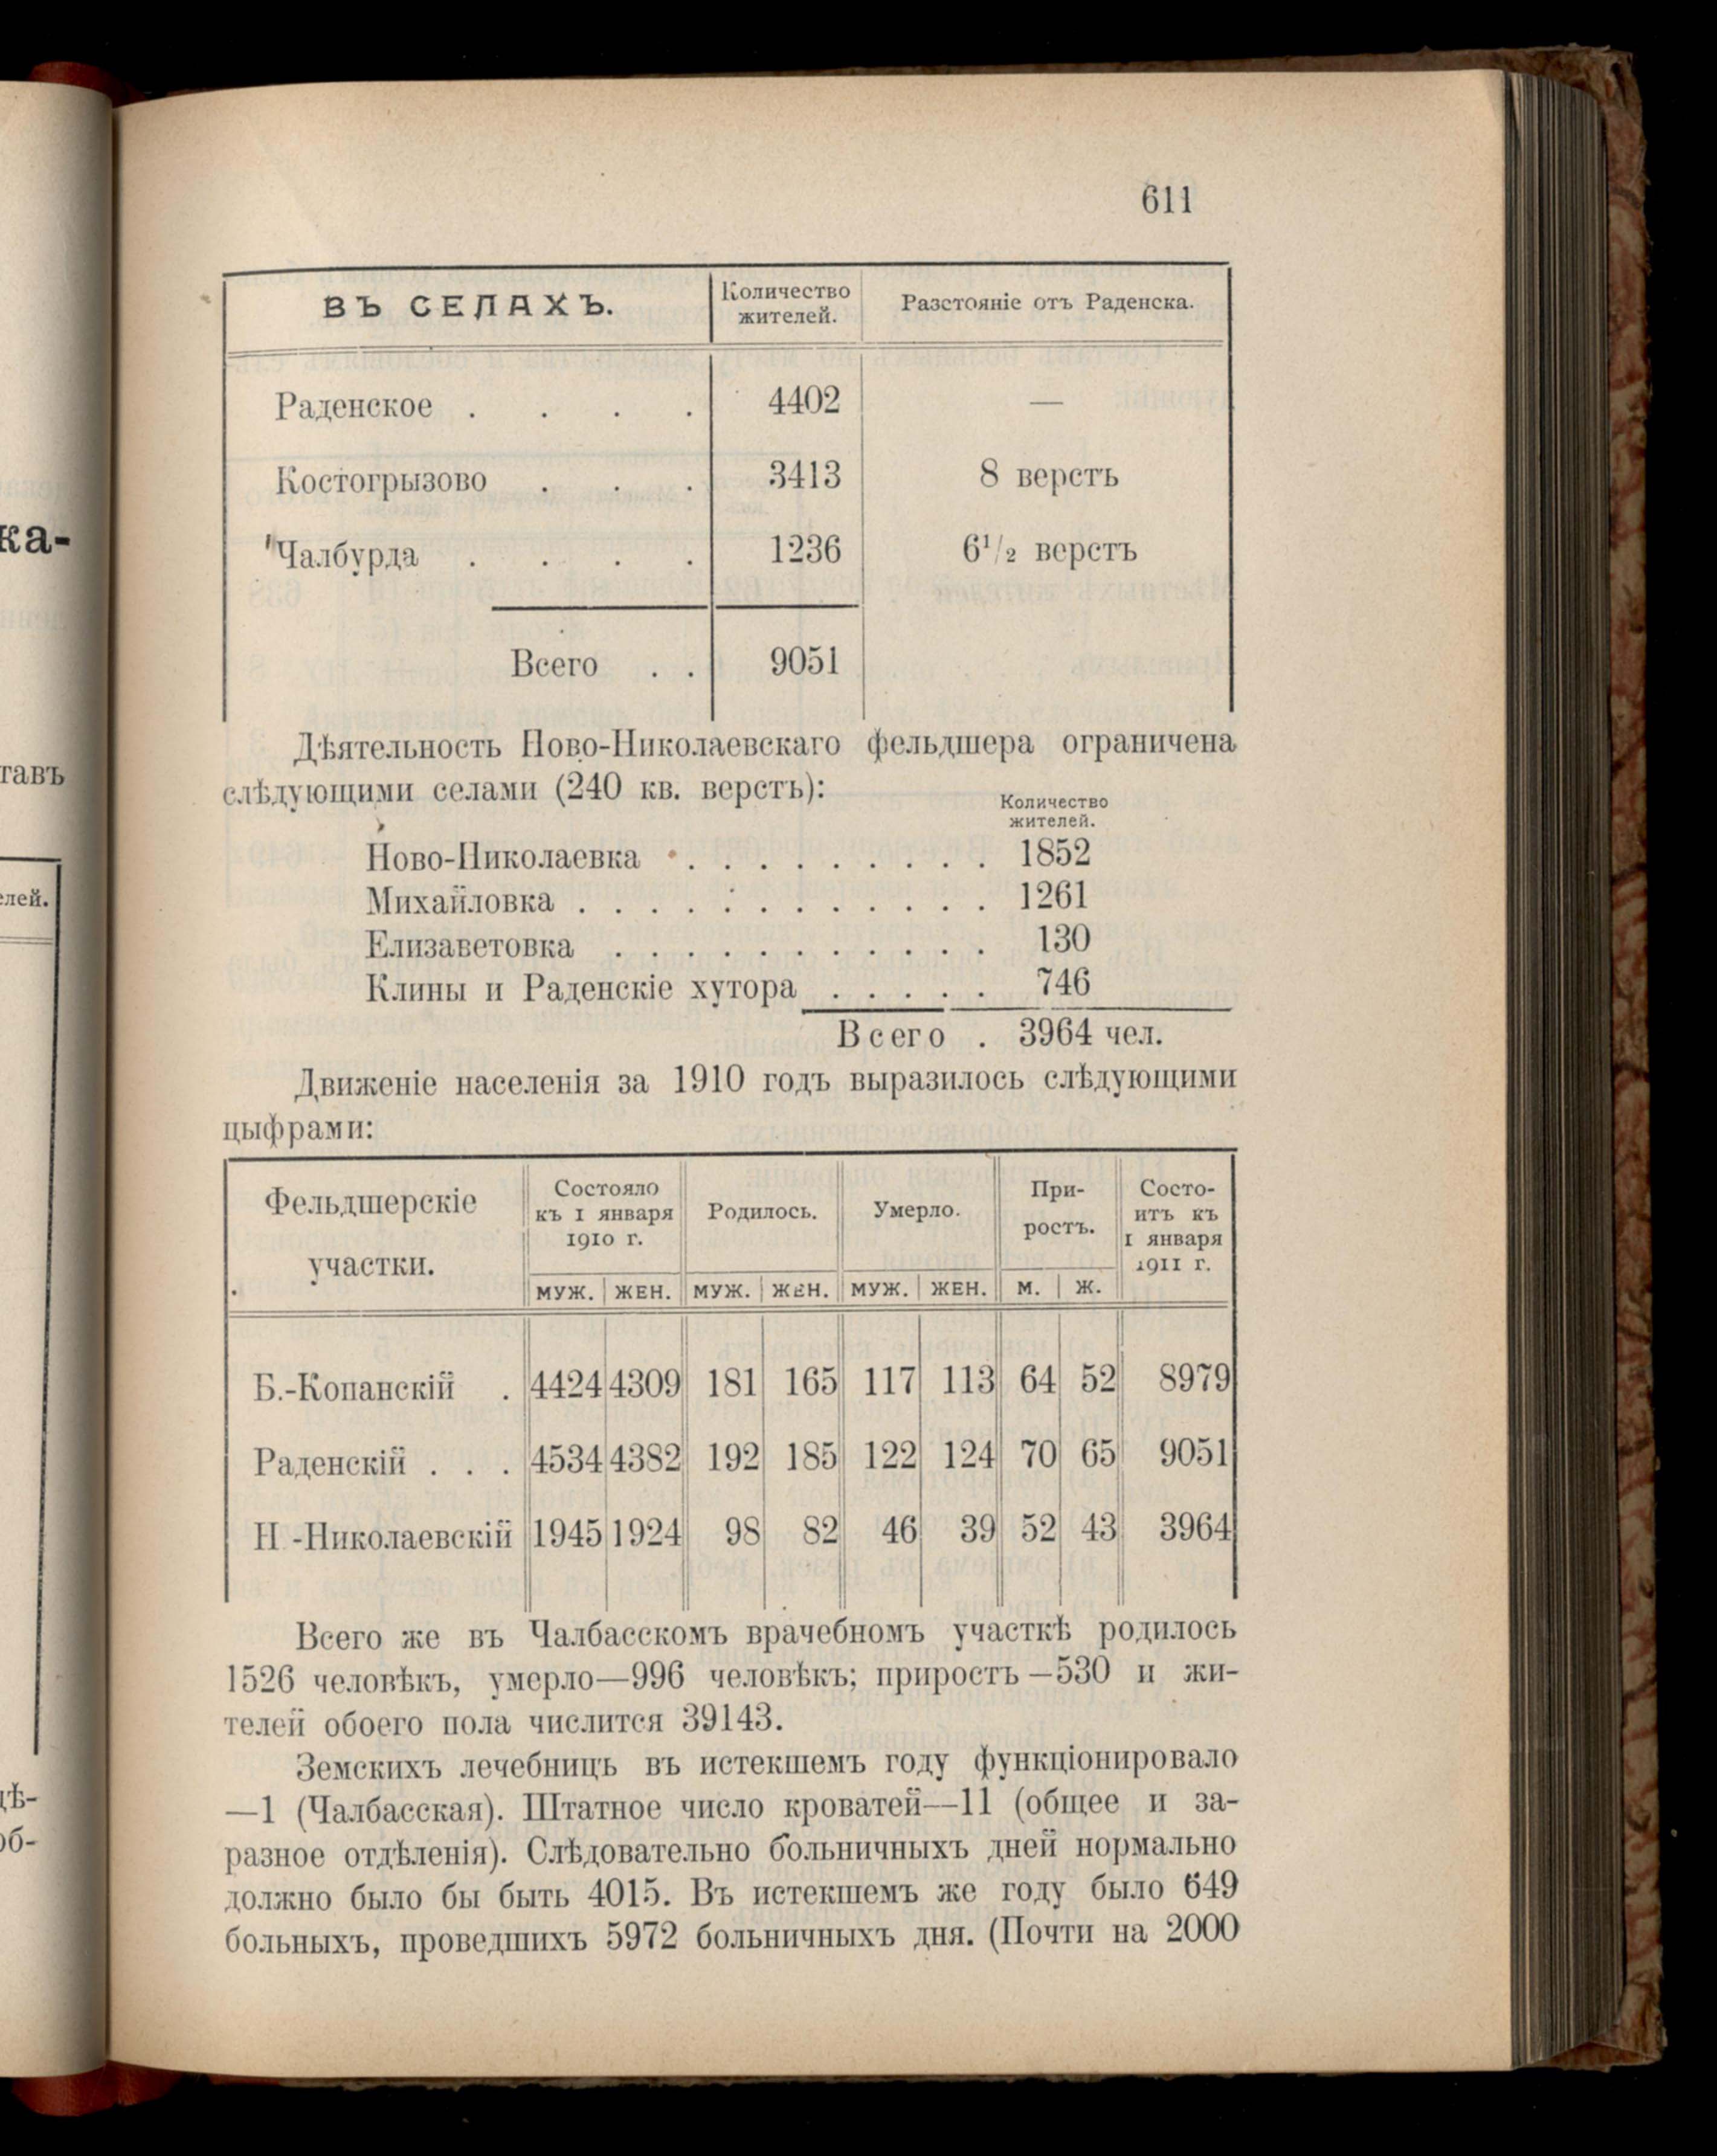 611
ВЪ СЕЛАХЪ. Количество жителей. Разстояніе отъ Раденска.
Раденское . . . . 4402 —
Костогрызово . . . 3413 8 верстъ
Чалбурда . . . . 1236 6¹/₂ верстъ
Всего . . 9051
Дѣятельность Ново-Николаевскаго фельдшера ограничена
слѣдующими селами (240 кв. верстъ):
Количество
жителей.
Ново-Николаевка . . . . . . . . . 1852
Михайловка . . . . . . . . . . . . 1261
Елизаветовка . . . . . . . . . . . 130
Клины и Раденскіе хутора . . . . . 746
Всего . 3964 чел.
Движеніе населенія за 1910 годъ выразилось слѣдующими
цыфрами:
Фельдшерскіе участки. Состояло къ 1 января 1910 г. Родилось. Умерло. При-ростъ. Состо-итъ къ 1 января 1911 г.
муж. жен. муж. жен. муж. жен. м. ж.
Б.-Копанскій . 4424 4309 181 165 117 113 64 52 8979
Раденскій . . . 4534 4382 192 185 122 124 70 65 9051
Н -Николаевскій 1945 1924 98 82 46 39 52 43 3964
Всего же въ Чалбасскомъ врачебномъ участкѣ родилось
1526 человѣкъ, умерло—996 человѣкъ; приростъ—530 и жи-
телей обоего пола числится 39143.
Земскихъ лечебницъ въ истекшемъ году функціонировало
—1 (Чалбасская). Штатное число кроватей—11 (общее и за-
разное отдѣленія). Слѣдовательно больничныхъ дней нормально
должно было бы быть 4015. Въ истекшемъ же году было 649
больныхъ, проведшихъ 5972 больничныхъ дня. (Почти на 2000
ка-
тавъ
елей.
дѣ-
об-